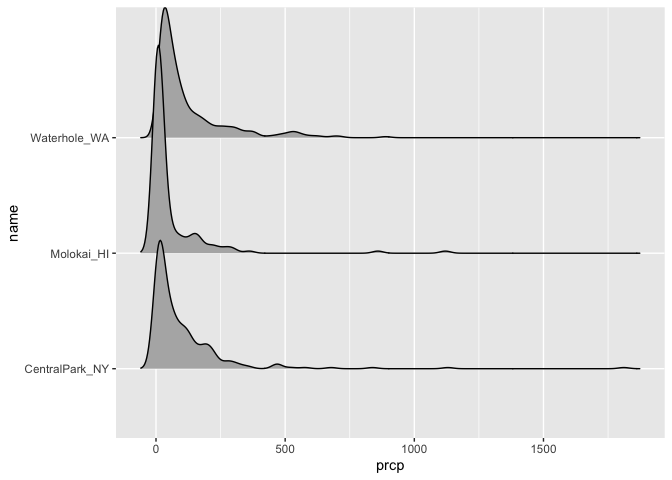 Waterhole_WA
name
Molokai_HI
CentralPark_NY
0 500 1000 1500
prcp